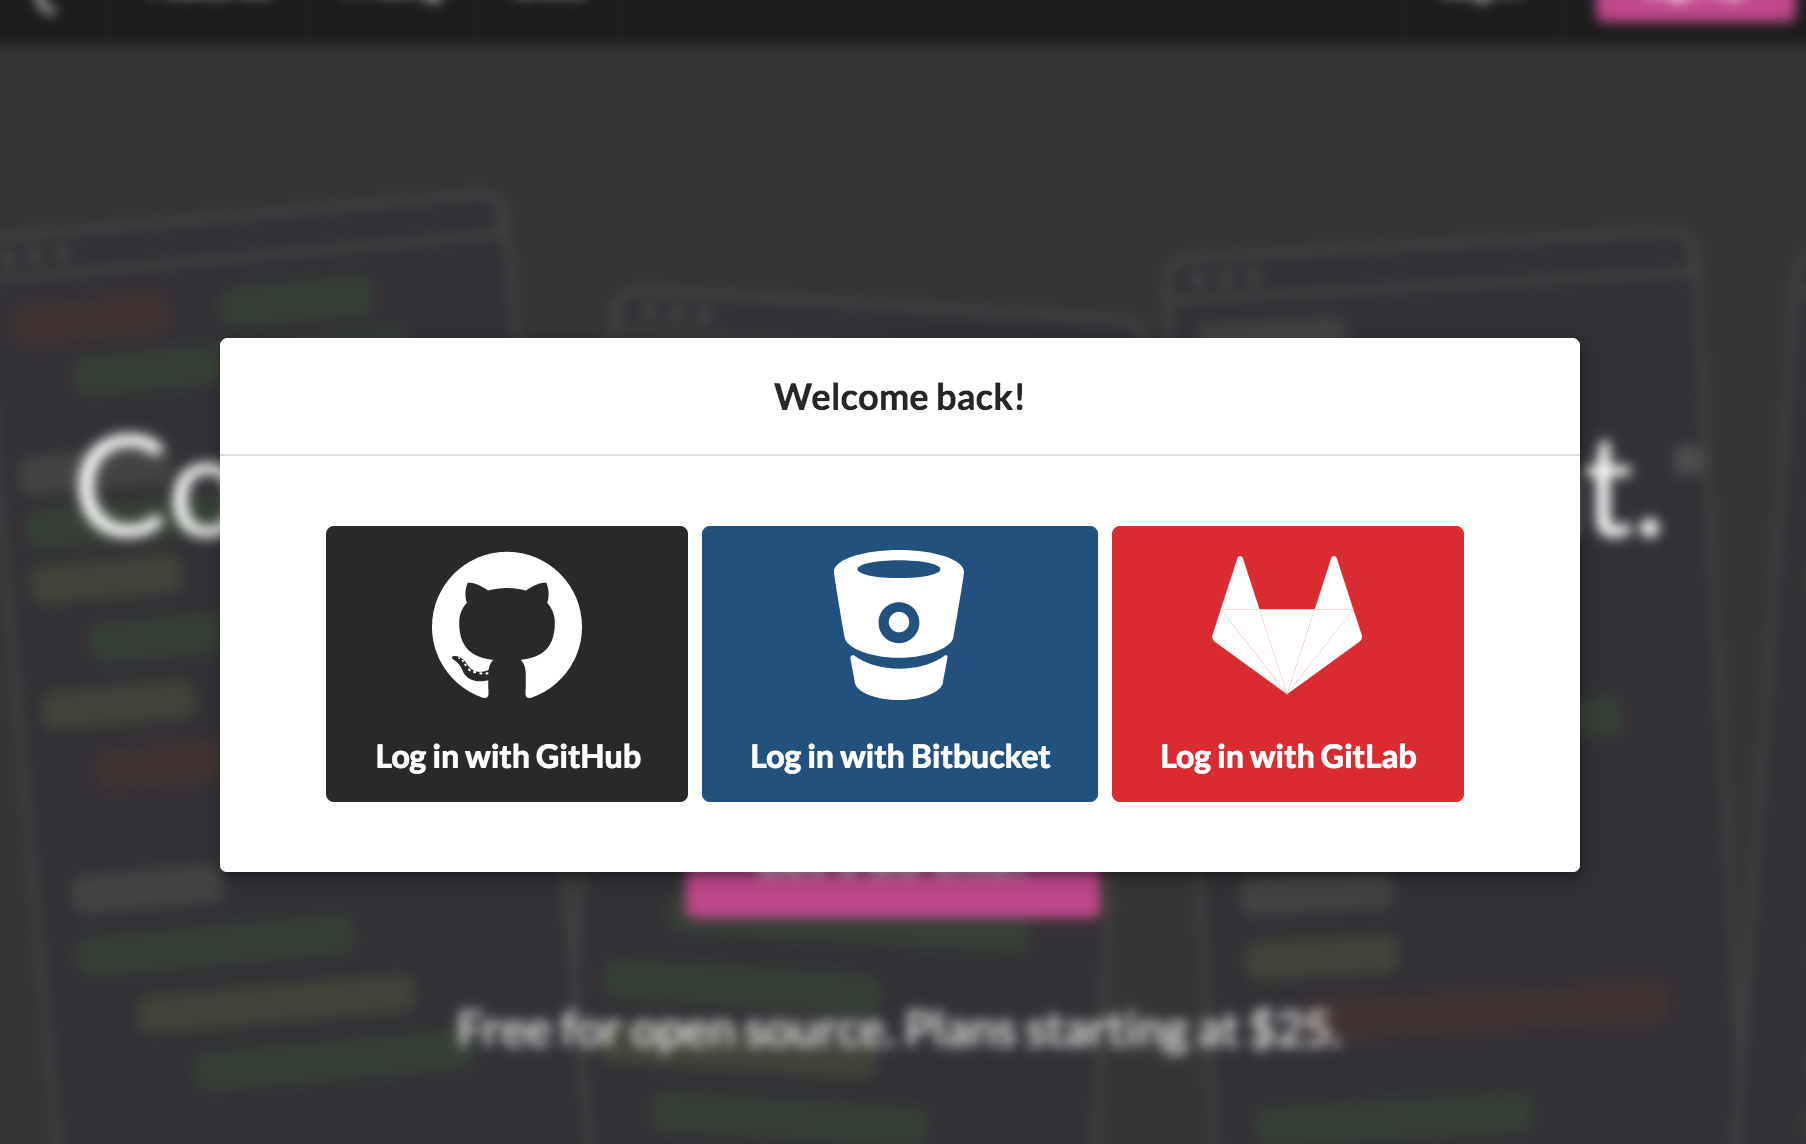 Welcome back!
Co
t.
Log in with GitHub
Log in with Bitbucket
Log in with GitLab
Free for open source. Plans starting at $25.